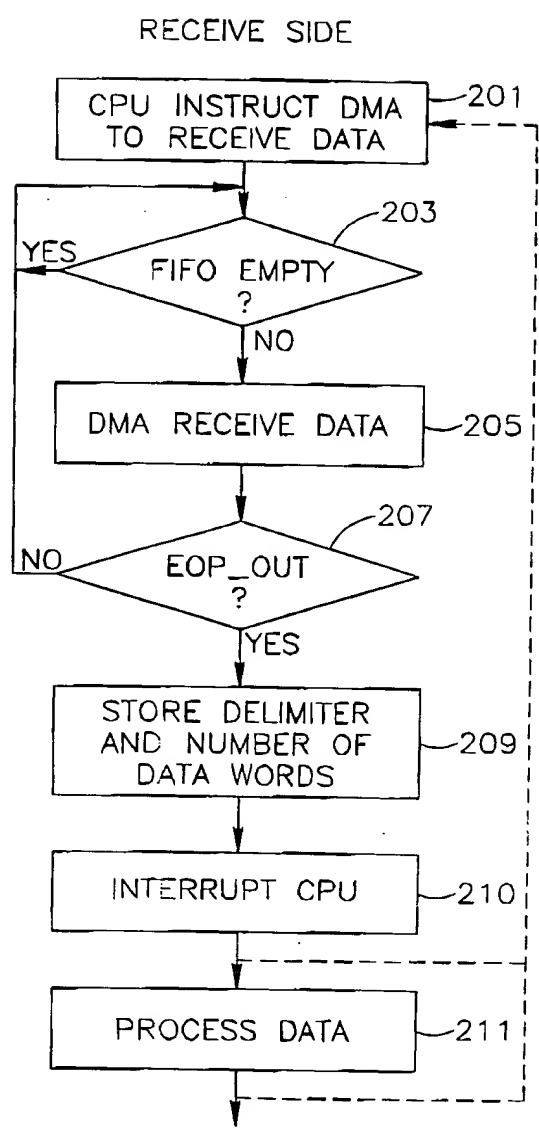 RECEIVE SIDE
CPU INSTRUCT DMA
TO RECEIVE DATA
201
203
YES
FIFO EMPTY
?
NO
DMA RECEIVE DATA
205
207
NO
EOP_OUT
?
YES
STORE DELIMITER
AND NUMBER OF
DATA WORDS
209
INTERRUPT CPU
210
PROCESS DATA
211